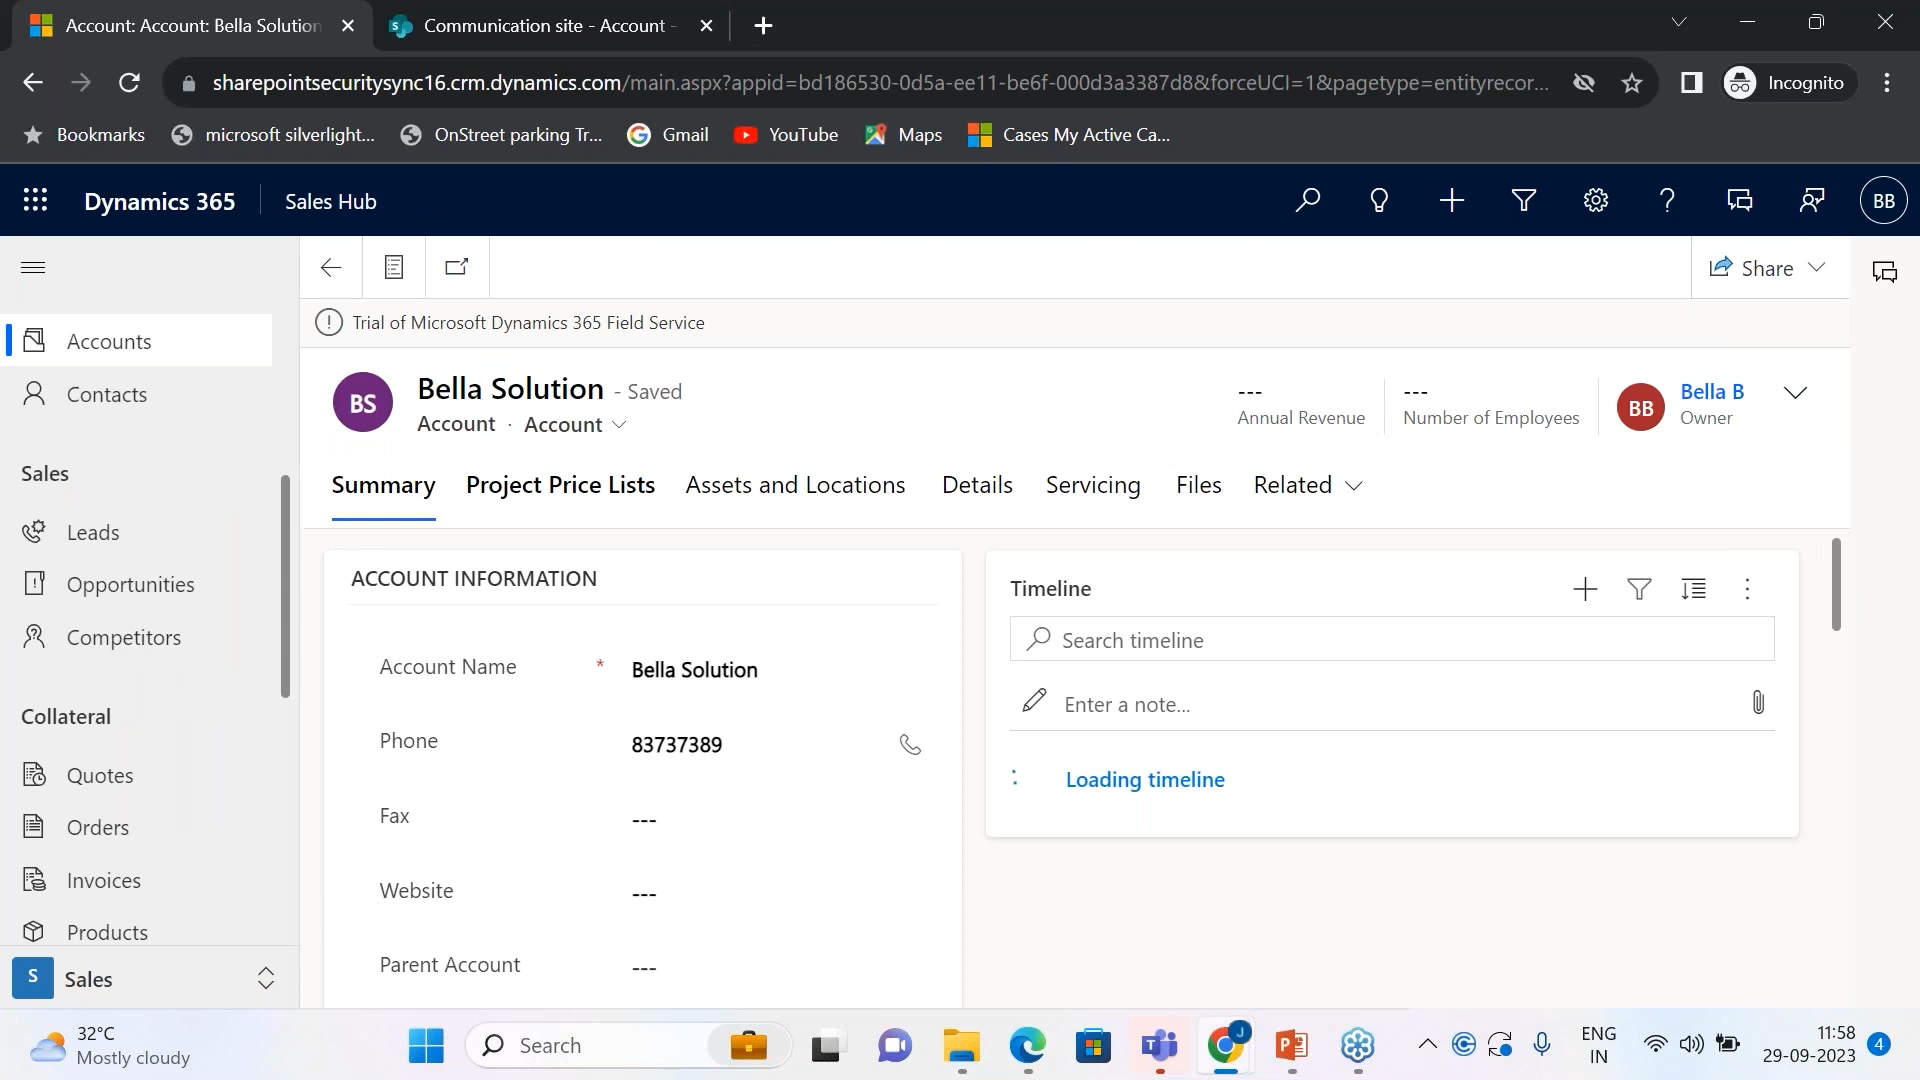 Account: Account: Bella Solution
Communication site - Account -
sharepointsecuritysync16.crm.dynamics.com/main.aspx?appid=bd186530-0d5a-ee11-be6f-000d3a3387d8&forceUCI=1&pagetype=entityrecor...
Incognito
Bookmarks
microsoft silverlight...
OnStreet parking Tr...
Gmail
YouTube
Maps
Cases My Active Ca...
Dynamics 365
Sales Hub
BB
Share
Accounts
Contacts
Sales
Leads
Opportunities
Competitors
Collateral
Quotes
Orders
Invoices
Products
S
Sales
Trial of Microsoft Dynamics 365 Field Service
BS
Bella Solution - Saved
Account · Account
---
Annual Revenue
---
Number of Employees
BB
Bella B
Owner
Summary
Project Price Lists
Assets and Locations
Details
Servicing
Files
Related
ACCOUNT INFORMATION
Account Name * Bella Solution
Phone 83737389
Fax ---
Website ---
Parent Account ---
Timeline
Search timeline
Enter a note...
Loading timeline
32°C
Mostly cloudy
Search
J
ENG
IN
11:58
29-09-2023
4